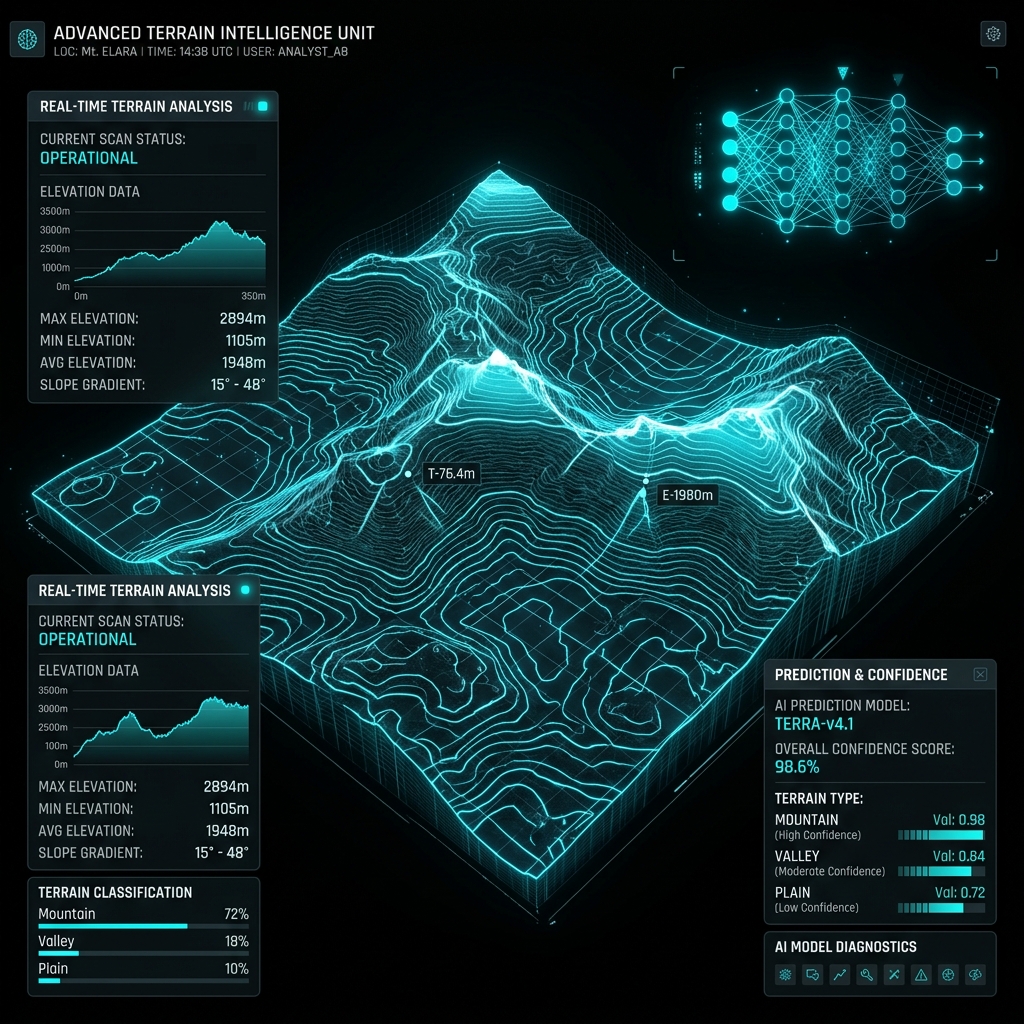 ADVANCED TERRAIN INTELLIGENCE UNIT
LOC: Mt. ELARA | TIME: 14:38 UTC | USER: ANALYST_A8
REAL-TIME TERRAIN ANALYSIS
CURRENT SCAN STATUS:
OPERATIONAL
ELEVATION DATA
3500m
3000m
2500m
1000m
0m
0m 350m
MAX ELEVATION: 2894m
MIN ELEVATION: 1105m
AVG ELEVATION: 1948m
SLOPE GRADIENT: 15° - 48°
T-76.4m
E-1980m
REAL-TIME TERRAIN ANALYSIS
CURRENT SCAN STATUS:
OPERATIONAL
ELEVATION DATA
3500m
3000m
2500m
100m
0m
MAX ELEVATION: 2894m
MIN ELEVATION: 1105m
AVG ELEVATION: 1948m
SLOPE GRADIENT: 15° - 48°
TERRAIN CLASSIFICATION
Mountain 72%
Valley 18%
Plain 10%
PREDICTION & CONFIDENCE
AI PREDICTION MODEL:
TERRA-v4.1
OVERALL CONFIDENCE SCORE:
98.6%
TERRAIN TYPE:
MOUNTAIN Val: 0.98
(High Confidence)
VALLEY Val: 0.84
(Moderate Confidence)
PLAIN Val: 0.72
(Low Confidence)
AI MODEL DIAGNOSTICS